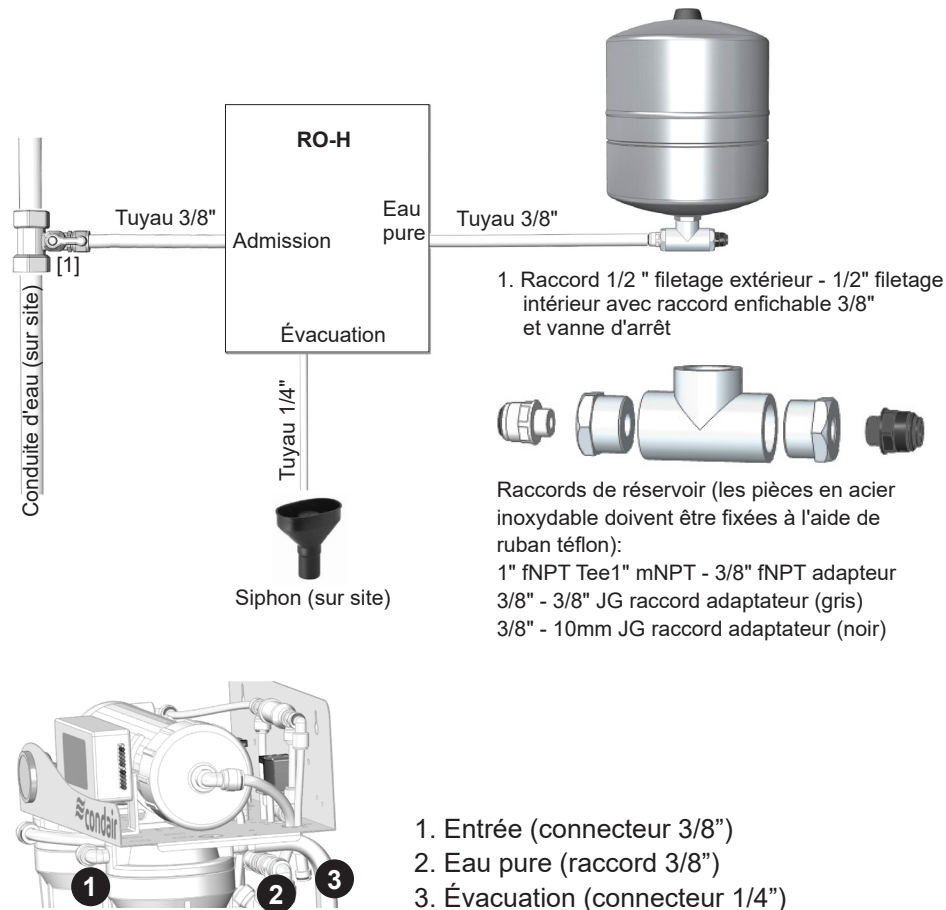 RO-H
Tuyau 3/8"
Admission
Eau
pure
Tuyau 3/8"
[1]
Conduite d'eau (sur site)
Évacuation
Tuyau 1/4"
Siphon (sur site)
1. Raccord 1/2 " filetage extérieur - 1/2" filetage
intérieur avec raccord enfichable 3/8"
et vanne d'arrêt
Raccords de réservoir (les pièces en acier
inoxydable doivent être fixées à l'aide de
ruban téflon):
1" fNPT Tee1" mNPT - 3/8" fNPT adapteur
3/8" - 3/8" JG raccord adaptateur (gris)
3/8" - 10mm JG raccord adaptateur (noir)
condair
1
2
3
1. Entrée (connecteur 3/8”)
2. Eau pure (raccord 3/8”)
3. Évacuation (connecteur 1/4”)